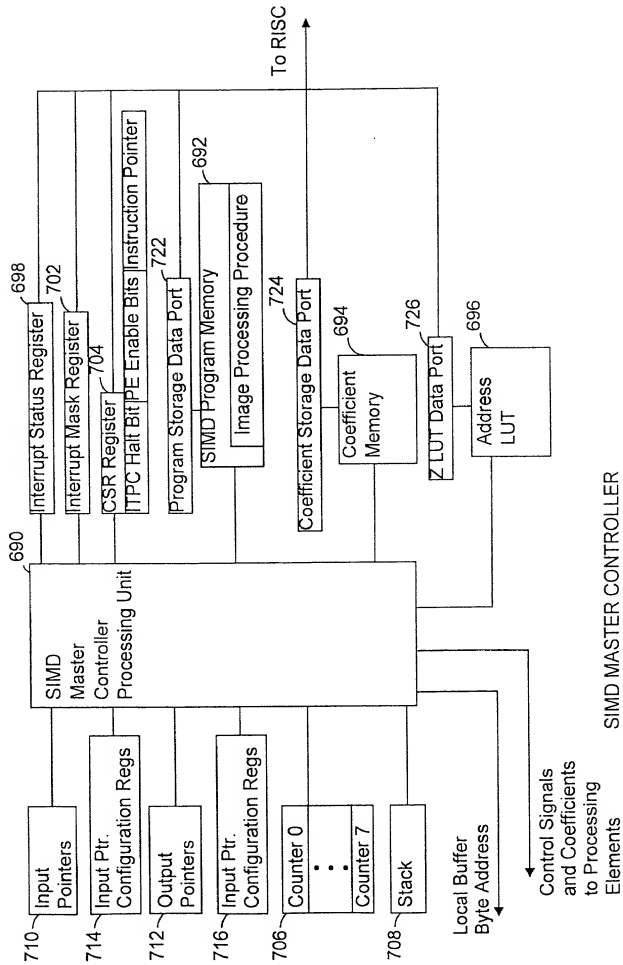 710
Input
Pointers
714
Input Ptr.
Configuration Regs
712
Output
Pointers
716
Input Ptr.
Configuration Regs
706
Counter 0
Counter 7
708
Stack
Local Buffer
Byte Address
Control Signals
and Coefficients
to Processing
Elements
690
SIMD
Master
Controller
Processing Unit
698
Interrupt Status Register
702
Interrupt Mask Register
704
CSR Register
ITPC Halt Bit PE Enable Bits Instruction Pointer
722
Program Storage Data Port
692
SIMD Program Memory
Image Processing Procedure
724
Coefficient Storage Data Port
694
Coefficient
Memory
726
Z LUT Data Port
696
Address
LUT
To RISC
SIMD MASTER CONTROLLER